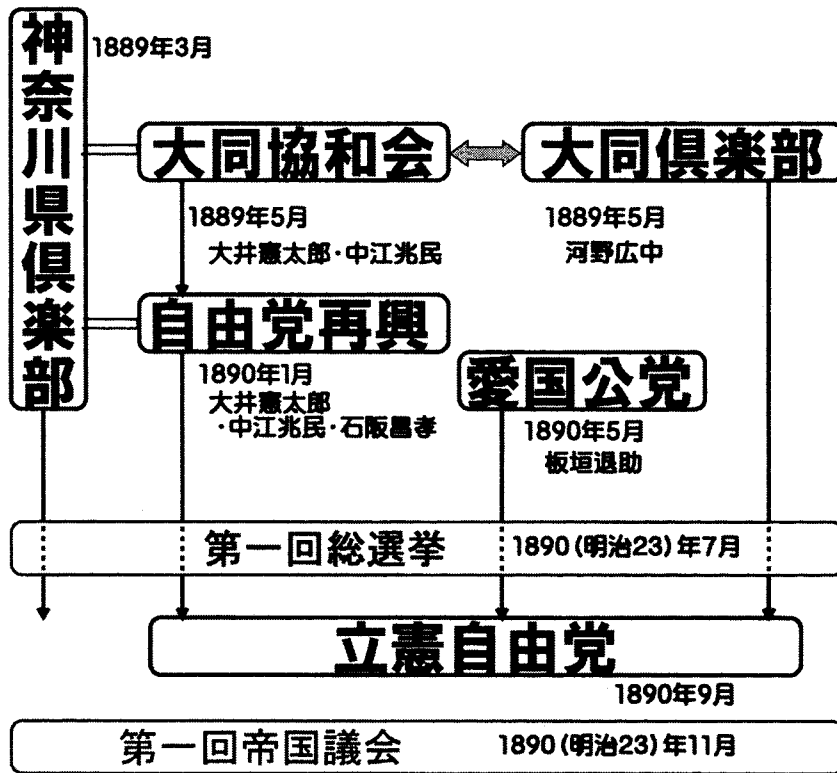 神奈川県倶楽部
1889年3月
大同協和会
大同倶楽部
1889年5月
大井憲太郎・中江兆民
1889年5月
河野広中
自由党再興
1890年1月
大井憲太郎
・中江兆民・石阪昌孝
愛国公党
1890年5月
板垣退助
第一回総選挙
1890(明治23)年7月
立憲自由党
1890年9月
第一回帝国議会
1890(明治23)年11月